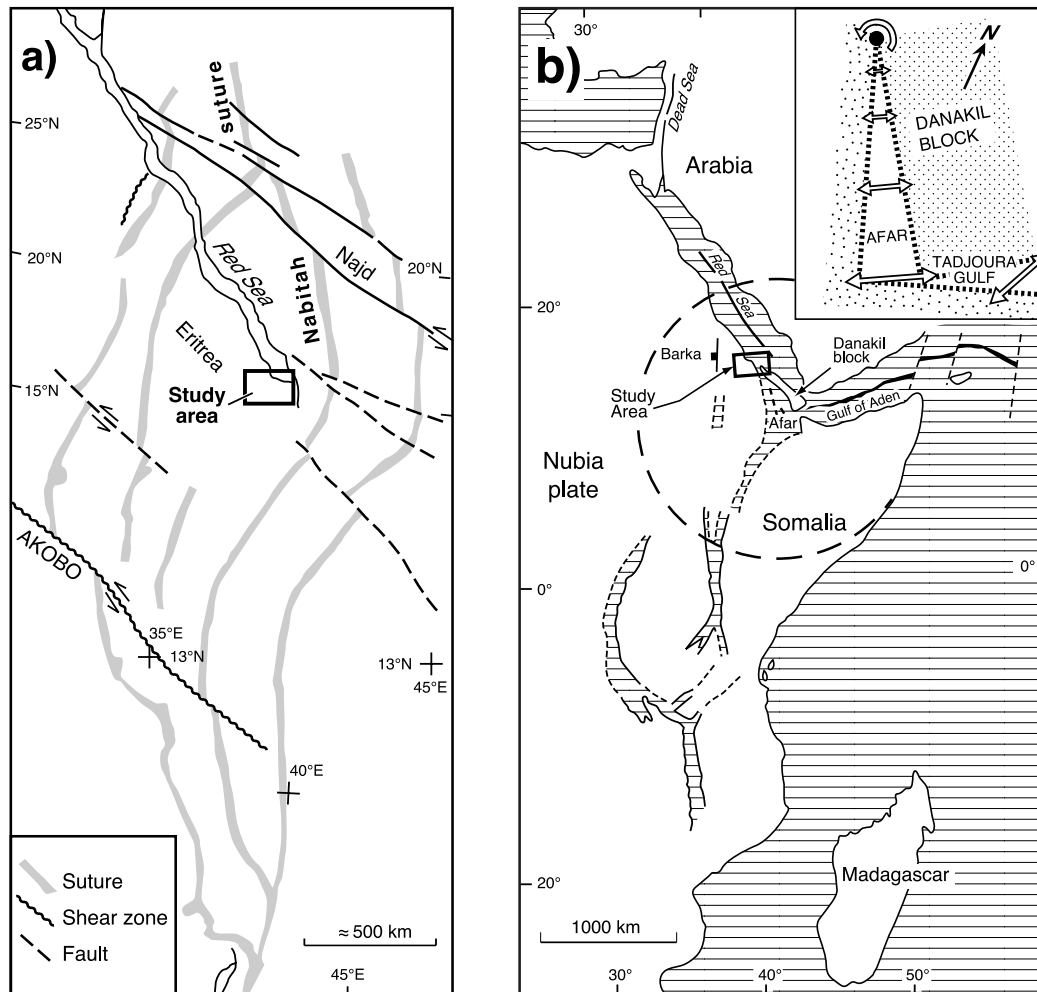 a)
25°N
suture
20°N
Najd
20°N
Red Sea
Nabitah
Eritrea
15°N
Study
area
15°N
AKOBO
35°E
13°N
13°N
45°E
40°E
Suture
Shear zone
Fault
≈ 500 km
45°E
b)
30°
Dead Sea
Arabia
N
DANAKIL
BLOCK
AFAR
TADJOURA
GULF
20°
Red
Sea
Barka
Danakil
block
Study
Area
Gulf of Aden
Afar
Nubia
plate
Somalia
0°
0°
20°
Madagascar
1000 km
30°
40°
50°